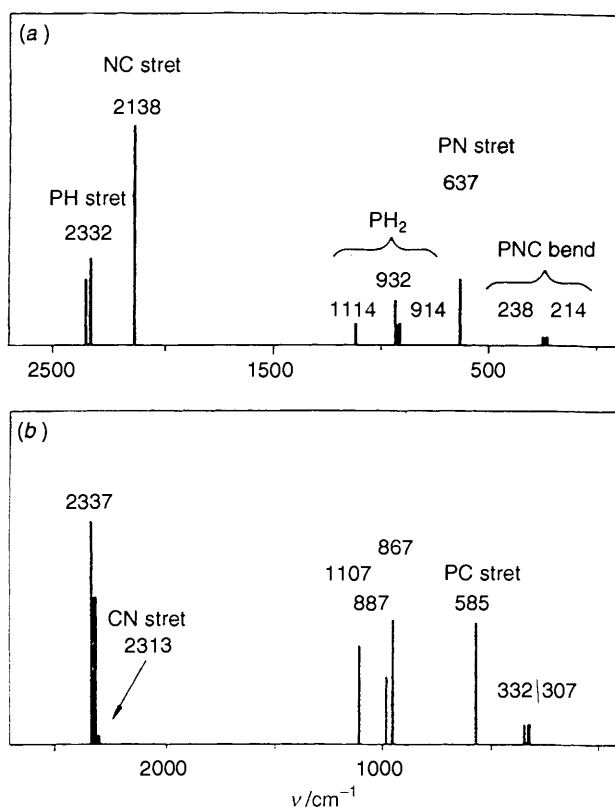 (a)
NC stret
2138
PH stret
2332
PN stret
637
PH2
932
1114
914
PNC bend
238 214
2500 1500 500
(b)
2337
CN stret
2313
1107
867
887
PC stret
585
332 307
2000 1000
ν/cm⁻¹